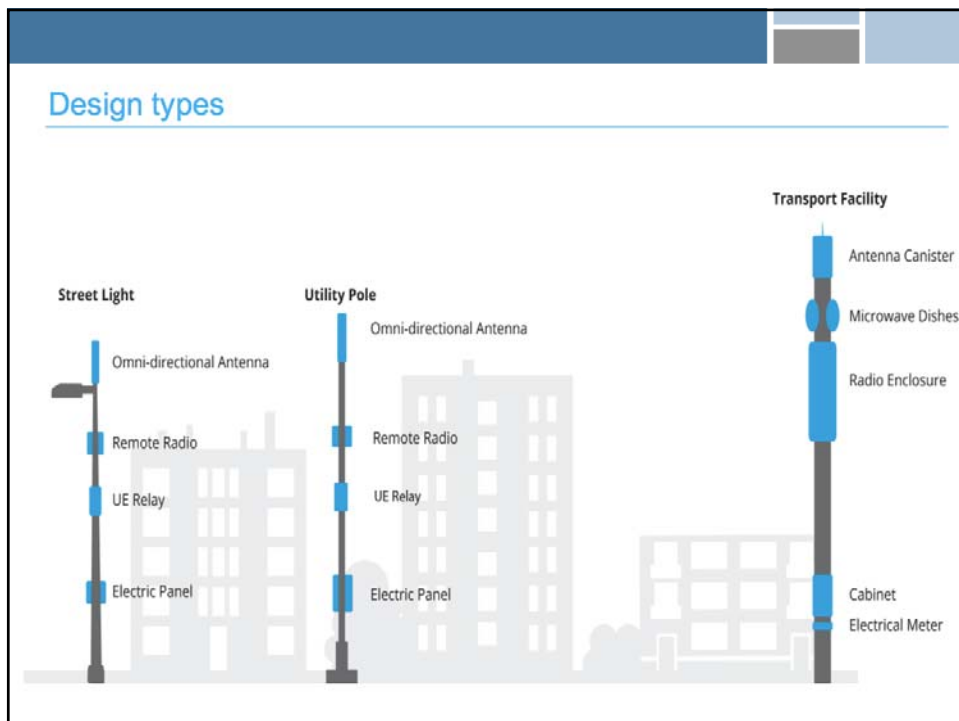 Design types
Street Light
Omni-directional Antenna
Remote Radio
UE Relay
Electric Panel
Utility Pole
Omni-directional Antenna
Remote Radio
UE Relay
Electric Panel
Transport Facility
Antenna Canister
Microwave Dishes
Radio Enclosure
Cabinet
Electrical Meter